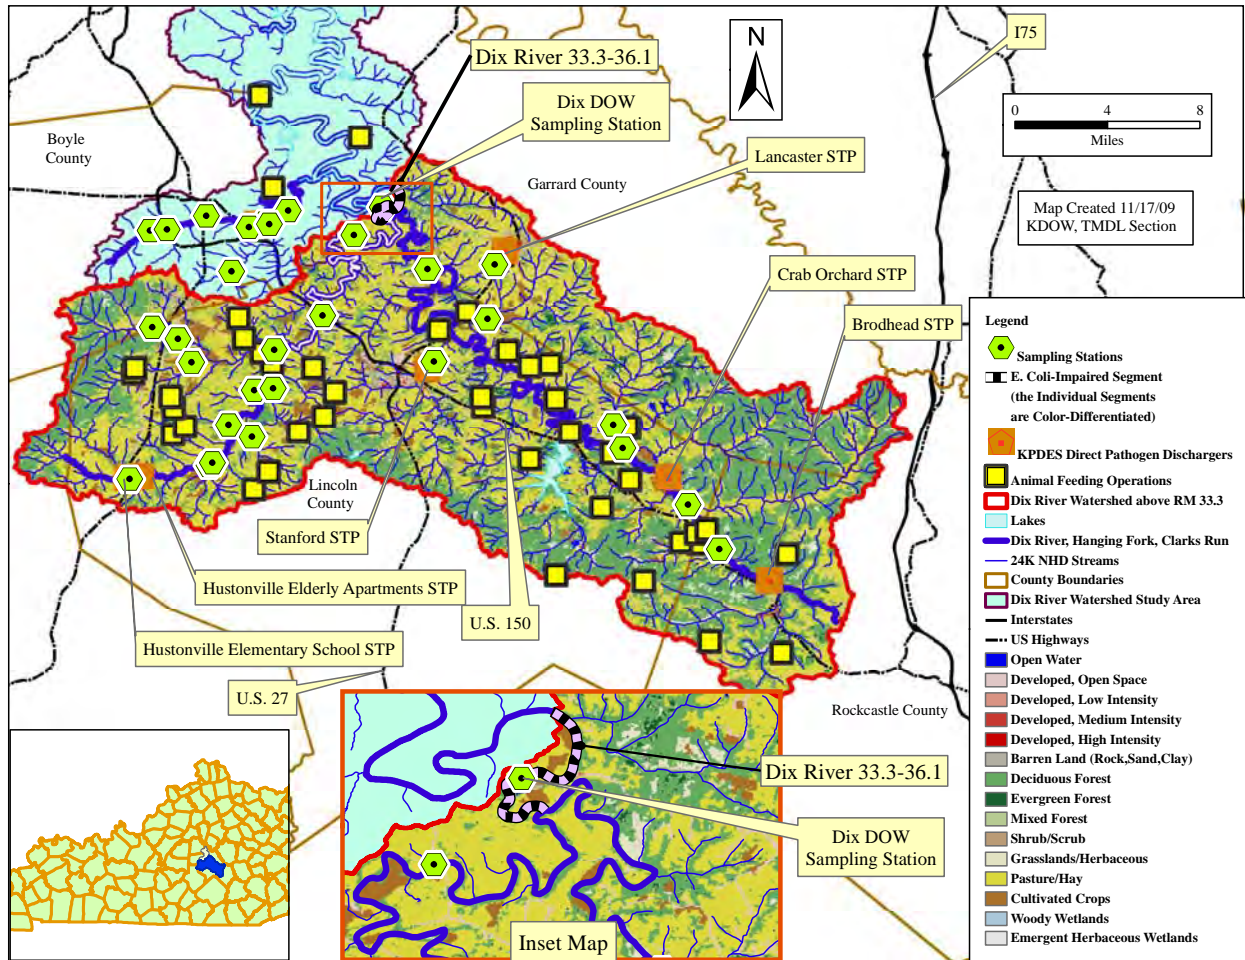 Dix River 33.3-36.1
N
I75
Dix DOW
Sampling Station
0 4 8
Miles
Boyle
County
Lancaster STP
Garrard County
Map Created 11/17/09
KDOW, TMDL Section
Crab Orchard STP
Brodhead STP
Lincoln
County
Stanford STP
Hustonville Elderly Apartments STP
U.S. 150
Hustonville Elementary School STP
U.S. 27
Rockcastle County
Legend
Sampling Stations
E. Coli-Impaired Segment
(the Individual Segments
are Color-Differentiated)
KPDES Direct Pathogen Dischargers
Animal Feeding Operations
Dix River Watershed above RM 33.3
Lakes
Dix River, Hanging Fork, Clarks Run
24K NHD Streams
County Boundaries
Dix River Watershed Study Area
Interstates
US Highways
Open Water
Developed, Open Space
Developed, Low Intensity
Developed, Medium Intensity
Developed, High Intensity
Barren Land (Rock,Sand,Clay)
Deciduous Forest
Evergreen Forest
Mixed Forest
Shrub/Scrub
Grasslands/Herbaceous
Pasture/Hay
Cultivated Crops
Woody Wetlands
Emergent Herbaceous Wetlands
Dix River 33.3-36.1
Dix DOW
Sampling Station
Inset Map